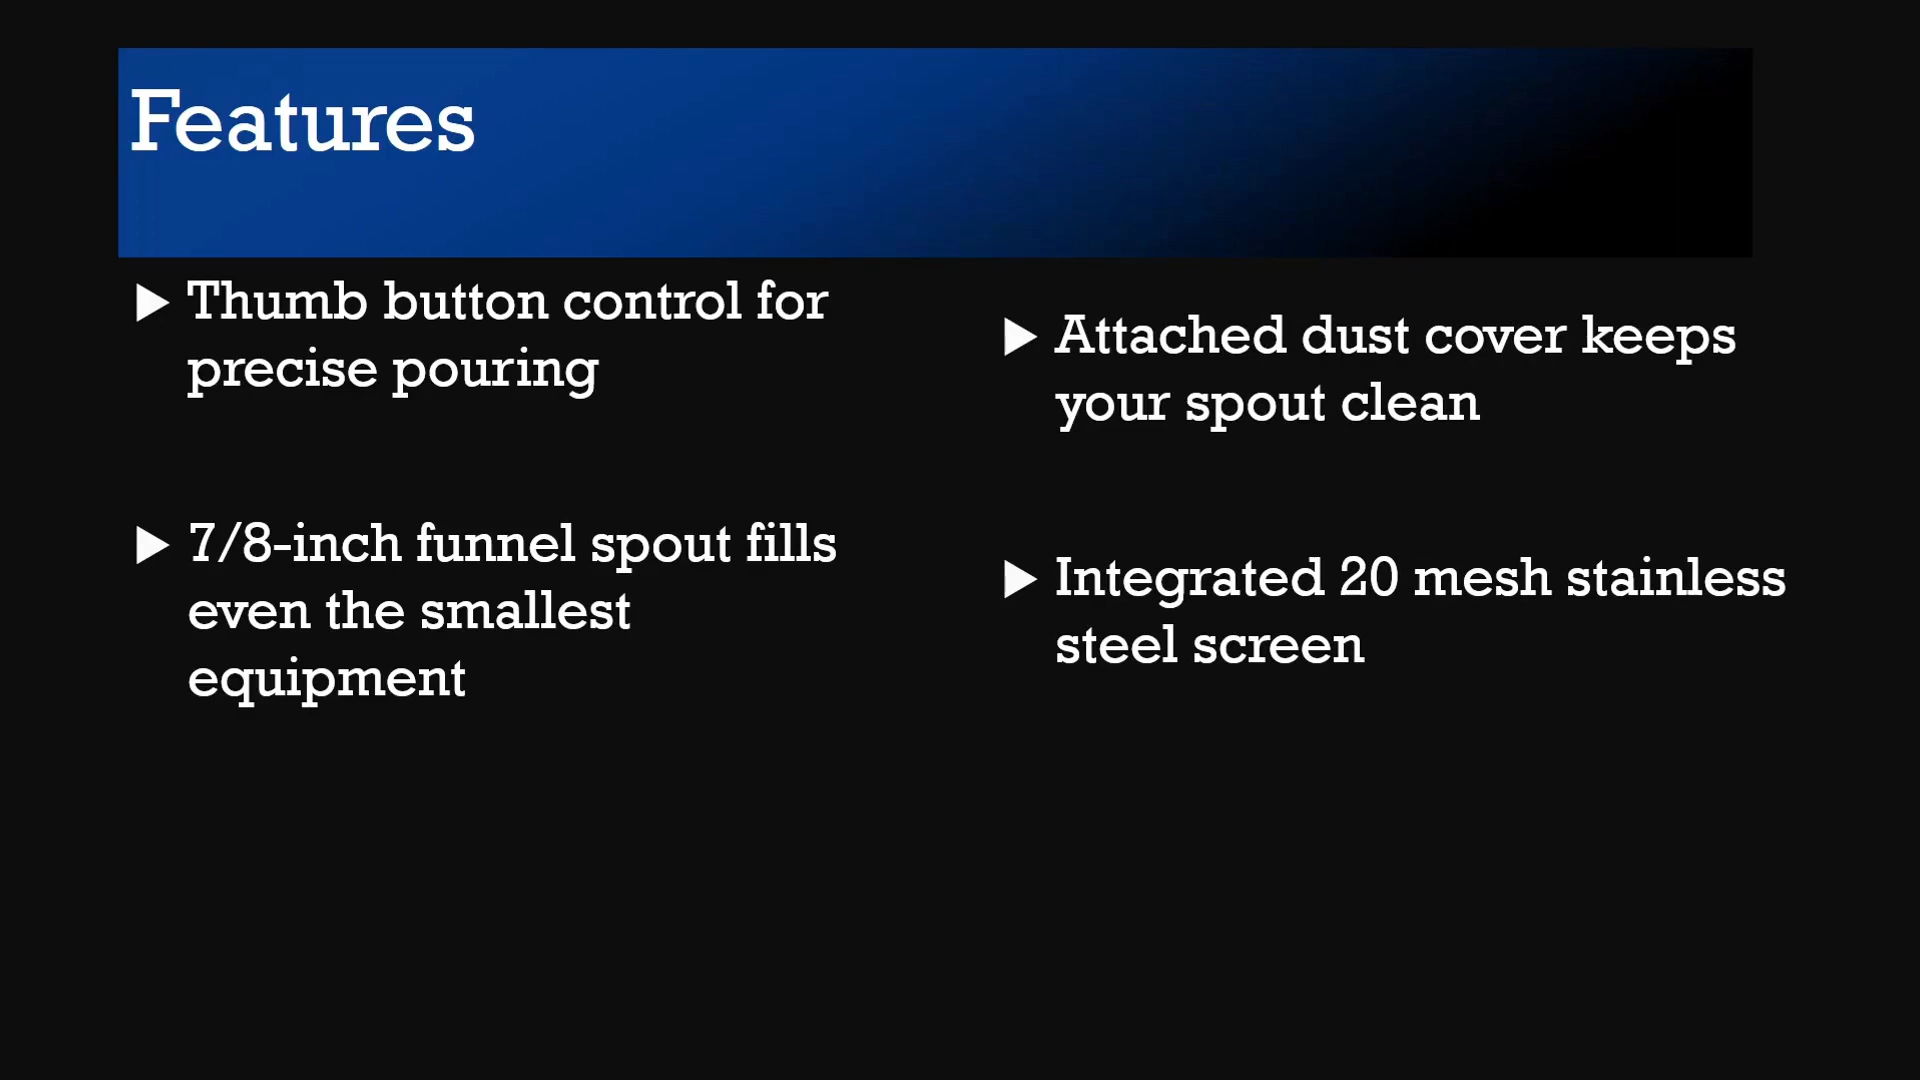 Features
Thumb button control for
precise pouring
7/8-inch funnel spout fills
even the smallest
equipment
Attached dust cover keeps
your spout clean
Integrated 20 mesh stainless
steel screen